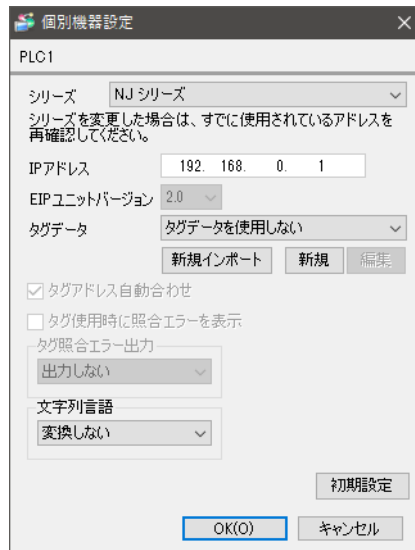 個別機器設定
PLC1
シリーズ NJ シリーズ
シリーズを変更した場合は、すでに使用されているアドレスを
再確認してください。
IPアドレス 192. 168. 0. 1
EIPユニットバージョン 2.0
タグデータ タグデータを使用しない
新規インポート 新規 編集
タグアドレス自動合わせ
タグ使用時に照合エラーを表示
タグ照合エラー出力
出力しない
文字列言語
変換しない
初期設定
OK(O) キャンセル